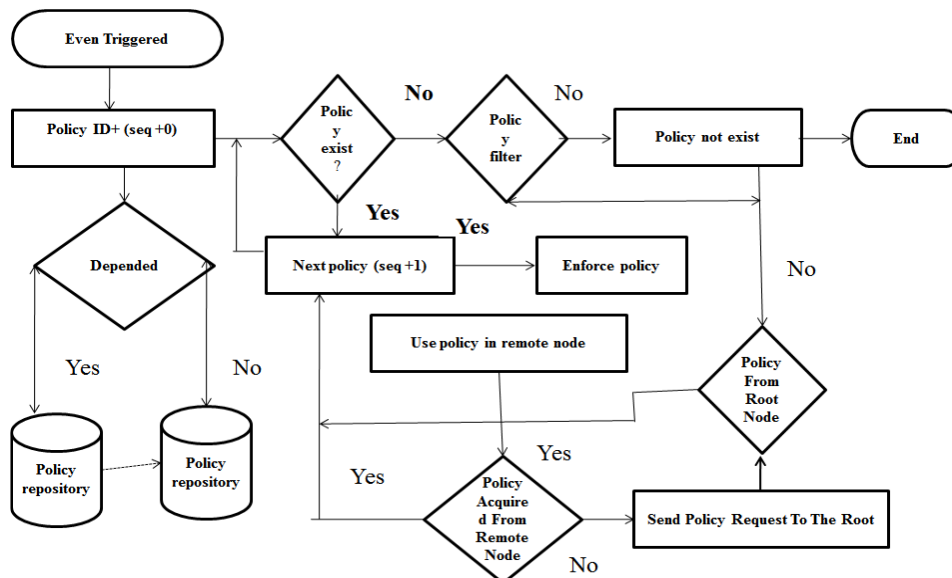 Even Triggered
Policy ID+ (seq +0)
Polic
y
exist
?
No
Polic
y
filter
No
Policy not exist
End
Depended
Yes
Yes
Next policy (seq +1)
Enforce policy
No
Yes
No
Use policy in remote node
Policy
From
Root
Node
Policy
repository
Policy
repository
Yes
Yes
Policy
Acquire
d From
Remote
Node
No
Send Policy Request To The Root